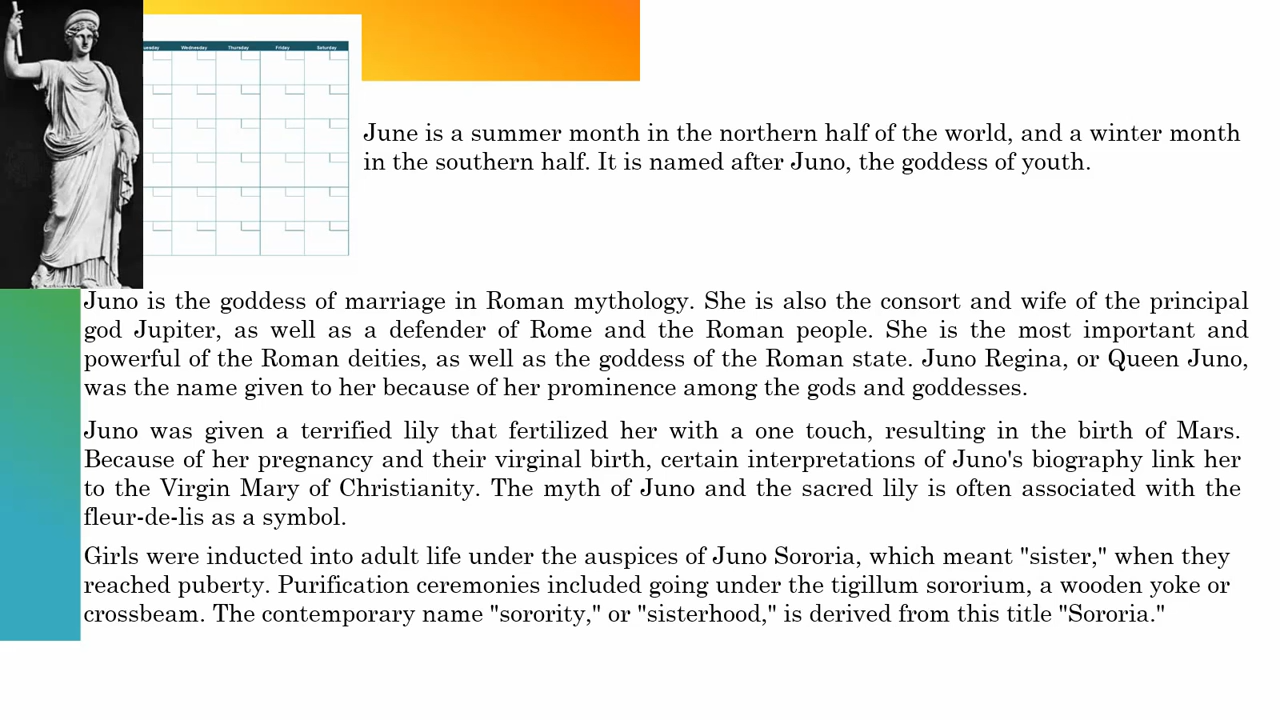 uesday Wednesday Thursday Friday Saturday
June is a summer month in the northern half of the world, and a winter month
in the southern half. It is named after Juno, the goddess of youth.
Juno is the goddess of marriage in Roman mythology. She is also the consort and wife of the principal
god Jupiter, as well as a defender of Rome and the Roman people. She is the most important and
powerful of the Roman deities, as well as the goddess of the Roman state. Juno Regina, or Queen Juno,
was the name given to her because of her prominence among the gods and goddesses.
Juno was given a terrified lily that fertilized her with a one touch, resulting in the birth of Mars.
Because of her pregnancy and their virginal birth, certain interpretations of Juno's biography link her
to the Virgin Mary of Christianity. The myth of Juno and the sacred lily is often associated with the
fleur-de-lis as a symbol.
Girls were inducted into adult life under the auspices of Juno Sororia, which meant "sister," when they
reached puberty. Purification ceremonies included going under the tigillum sororium, a wooden yoke or
crossbeam. The contemporary name "sorority," or "sisterhood," is derived from this title "Sororia."